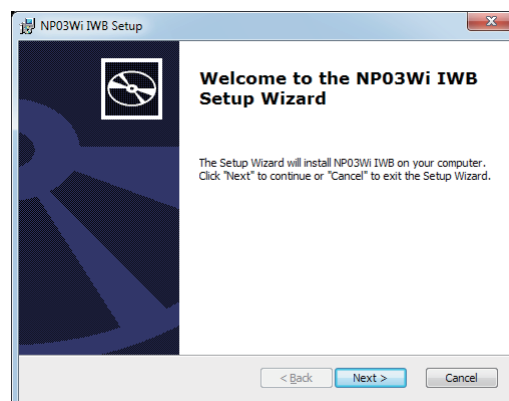 NP03Wi IWB Setup
Welcome to the NP03Wi IWB
Setup Wizard
The Setup Wizard will install NP03Wi IWB on your computer.
Click "Next" to continue or "Cancel" to exit the Setup Wizard.
< Back Next > Cancel